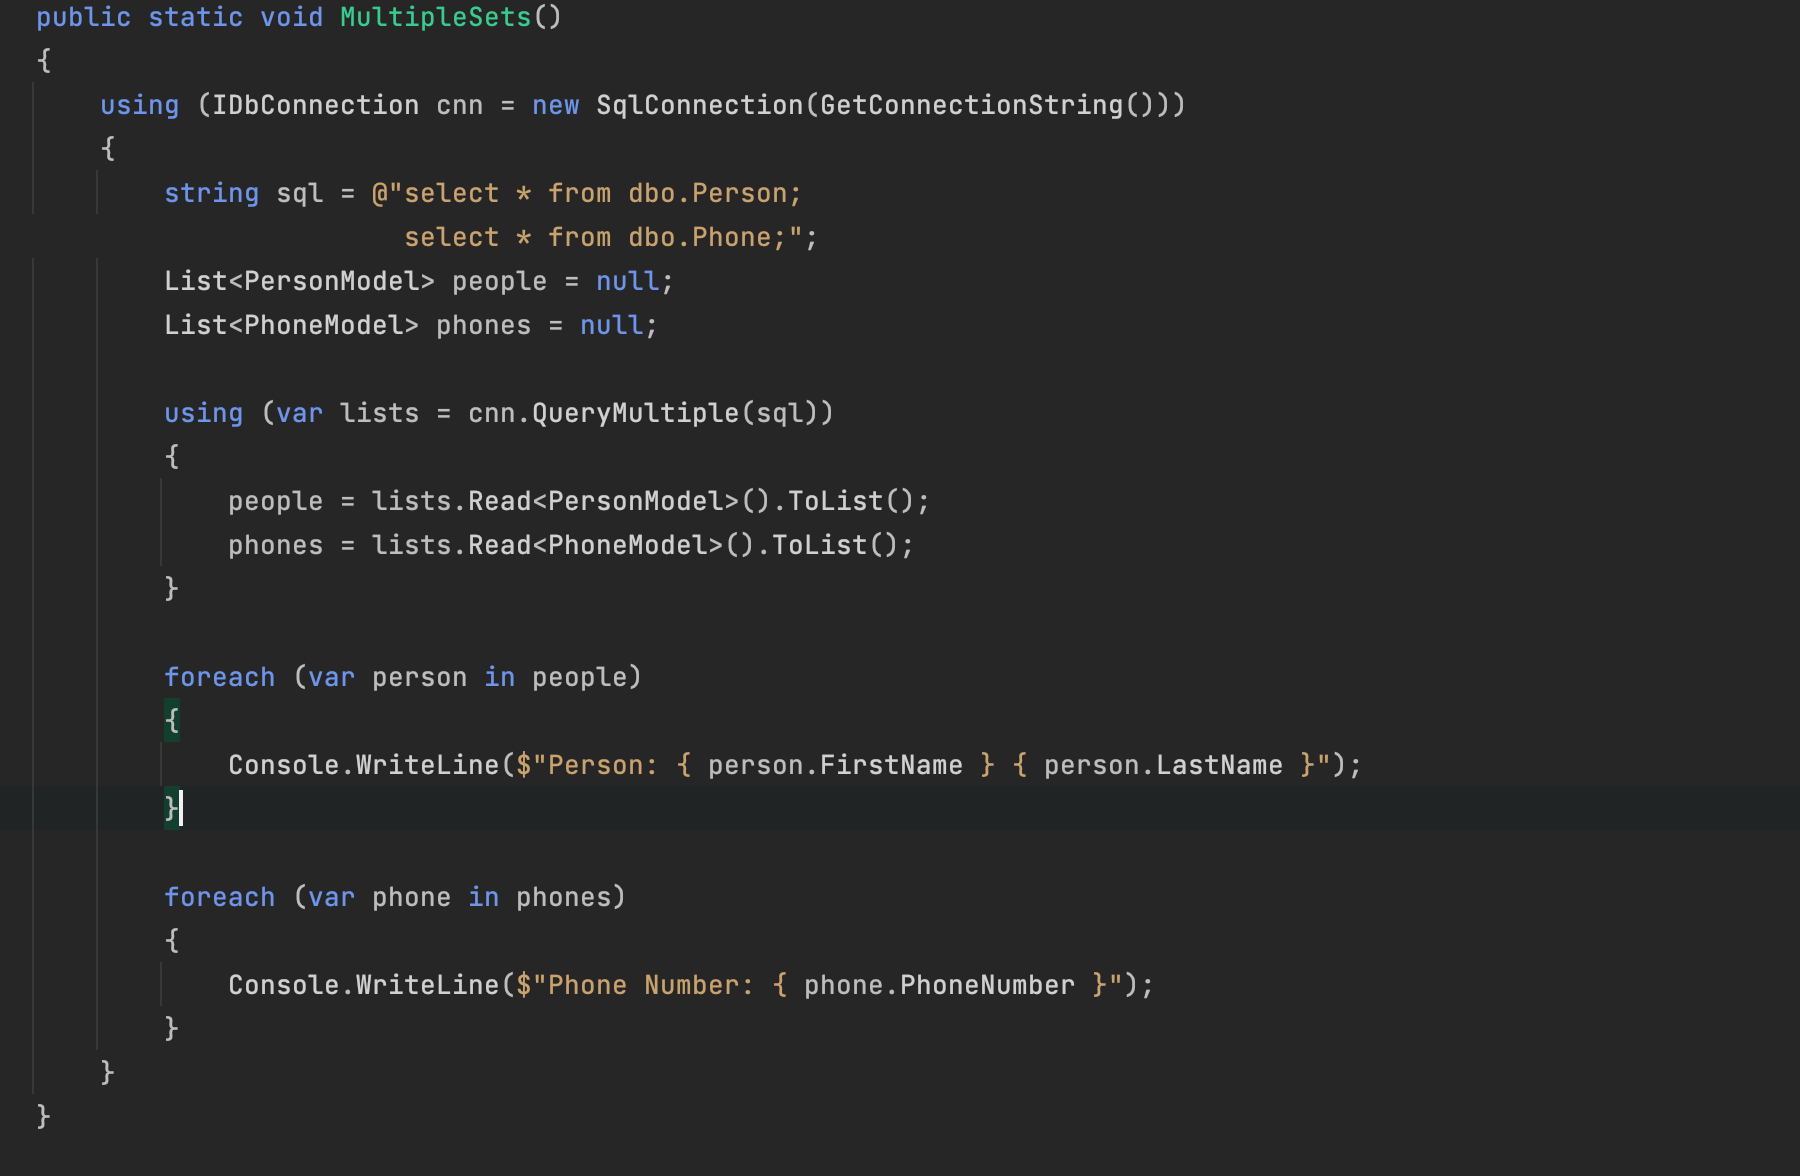 public static void MultipleSets()
{
    using (IDbConnection cnn = new SqlConnection(GetConnectionString()))
    {
        string sql = @"select * from dbo.Person;
                       select * from dbo.Phone;";
        List<PersonModel> people = null;
        List<PhoneModel> phones = null;

        using (var lists = cnn.QueryMultiple(sql))
        {
            people = lists.Read<PersonModel>().ToList();
            phones = lists.Read<PhoneModel>().ToList();
        }

        foreach (var person in people)
        {
            Console.WriteLine($"Person: { person.FirstName } { person.LastName }");
        }

        foreach (var phone in phones)
        {
            Console.WriteLine($"Phone Number: { phone.PhoneNumber }");
        }
    }
}